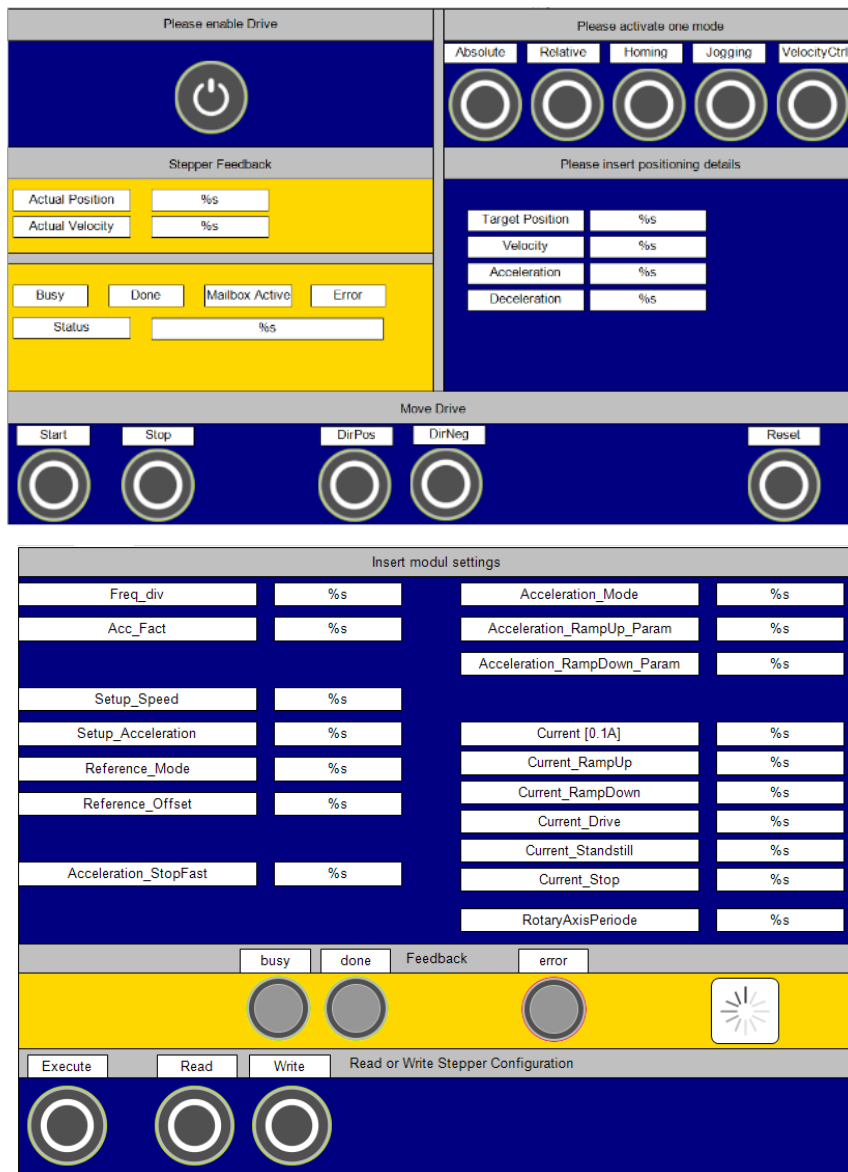 Please enable Drive
Please activate one mode
Absolute Relative Homing Jogging VelocityCtrl
Stepper Feedback
Please insert positioning details
Actual Position %s
Actual Velocity %s
Target Position %s
Velocity %s
Acceleration %s
Deceleration %s
Busy Done Mailbox Active Error
Status %s
Move Drive
Start Stop DirPos DirNeg Reset
Insert modul settings
Freq_div %s Acceleration_Mode %s
Acc_Fact %s Acceleration_RampUp_Param %s
Acceleration_RampDown_Param %s
Setup_Speed %s
Setup_Acceleration %s Current [0.1A] %s
Reference_Mode %s Current_RampUp %s
Reference_Offset %s Current_RampDown %s
Current_Drive %s
Current_Standstill %s
Acceleration_StopFast %s Current_Stop %s
RotaryAxisPeriode %s
busy done Feedback error
Execute Read Write Read or Write Stepper Configuration